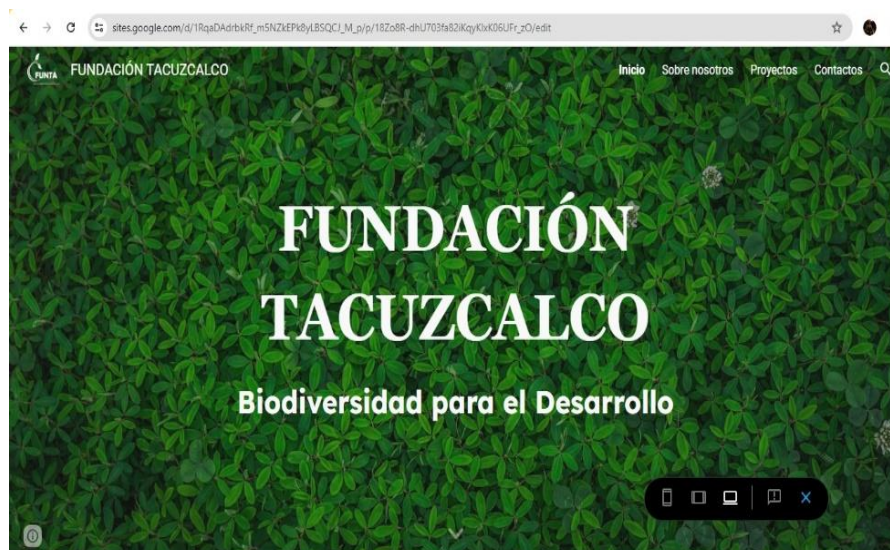 sites.google.com/d/1RqaDAdrbkRf_m5NZkEPk8yLBSQCJ_M_p/p/18Zo8R-dhU703fa82iKqyKlxK06UFr_zO/edit
FUNTA FUNDACIÓN TACUZCALCO Inicio Sobre nosotros Proyectos Contactos
FUNDACIÓN
TACUZCALCO
Biodiversidad para el Desarrollo